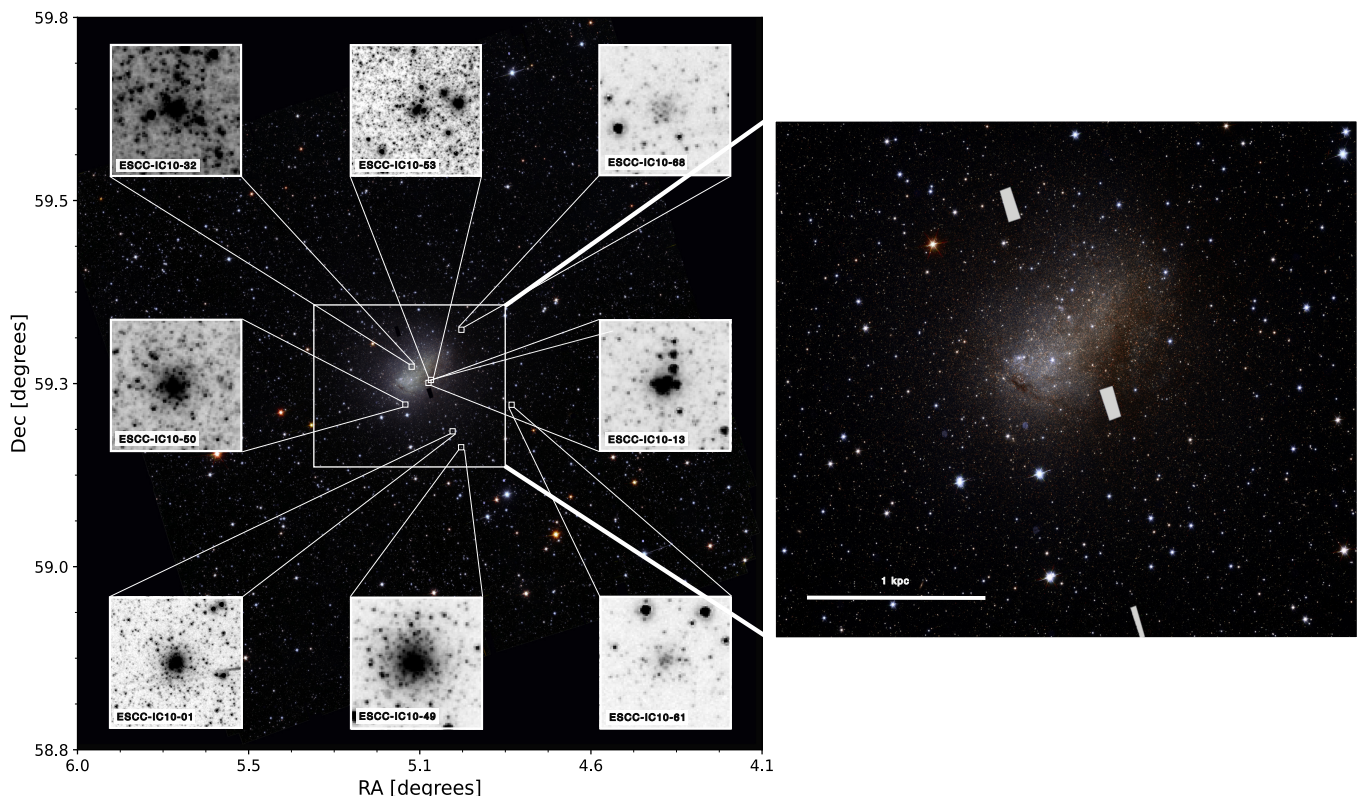 59.8
59.5
59.3
59.0
58.8
Dec [degrees]
6.0
5.5
5.1
4.6
4.1
RA [degrees]
ESCC-IC10-32
ESCC-IC10-53
ESCC-IC10-68
ESCC-IC10-50
ESCC-IC10-13
ESCC-IC10-01
ESCC-IC10-49
ESCC-IC10-61
1 kpc